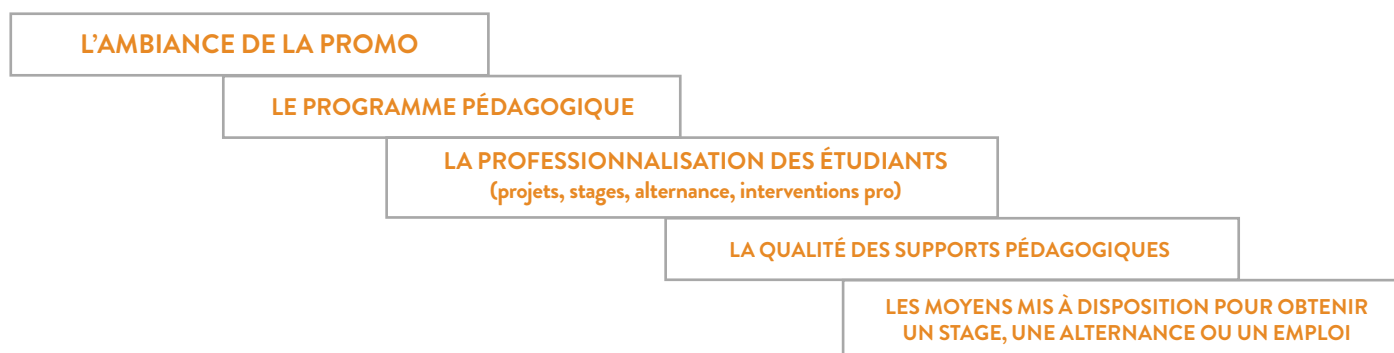 L'AMBIANCE DE LA PROMO
LE PROGRAMME PÉDAGOGIQUE
LA PROFESSIONNALISATION DES ÉTUDIANTS
(projets, stages, alternance, interventions pro)
LA QUALITÉ DES SUPPORTS PÉDAGOGIQUES
LES MOYENS MIS À DISPOSITION POUR OBTENIR
UN STAGE, UNE ALTERNANCE OU UN EMPLOI